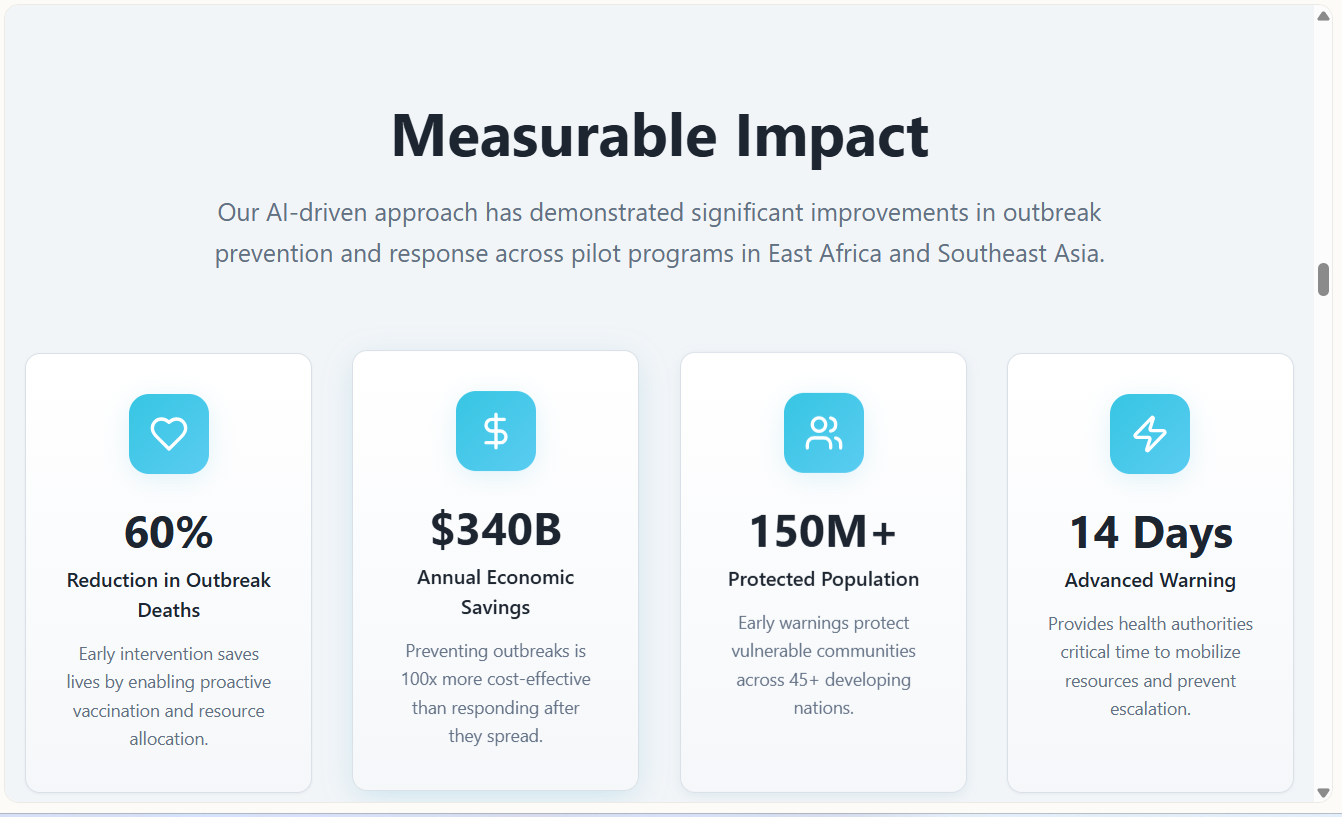 Measurable Impact
Our AI-driven approach has demonstrated significant improvements in outbreak
prevention and response across pilot programs in East Africa and Southeast Asia.
60%
Reduction in Outbreak
Deaths
Early intervention saves
lives by enabling proactive
vaccination and resource
allocation.
$340B
Annual Economic
Savings
Preventing outbreaks is
100x more cost-effective
than responding after
they spread.
150M+
Protected Population
Early warnings protect
vulnerable communities
across 45+ developing
nations.
14 Days
Advanced Warning
Provides health authorities
critical time to mobilize
resources and prevent
escalation.